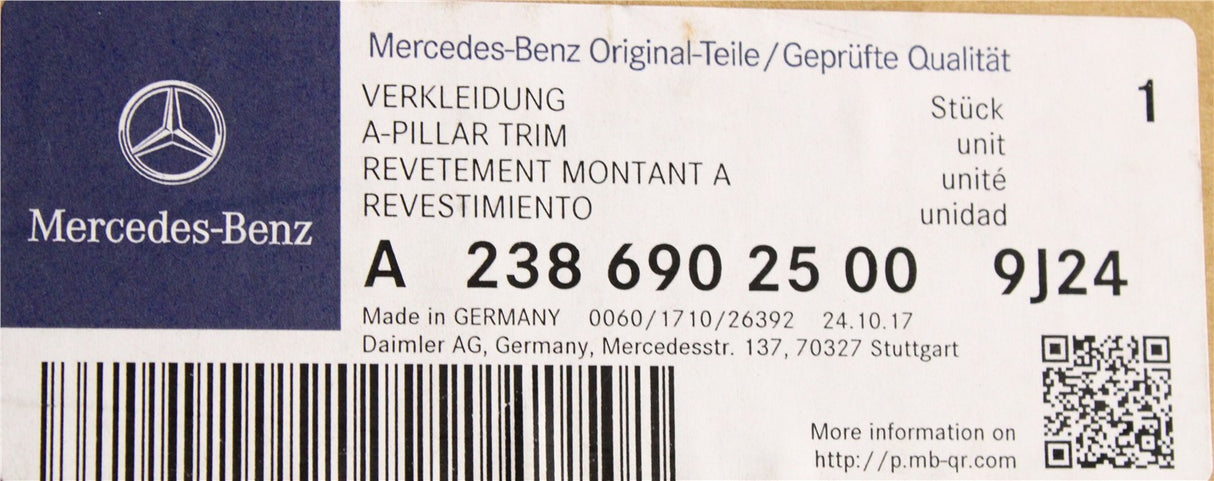 Mercedes-Benz
Mercedes-Benz Original-Teile/Geprüfte Qualität
VERKLEIDUNG Stück 1
A-PILLAR TRIM unit
REVETEMENT MONTANT A unité
REVESTIMIENTO unidad
A 238 690 25 00 9J24
Made in GERMANY 0060/1710/26392 24.10.17
Daimler AG, Germany, Mercedesstr. 137, 70327 Stuttgart
More information on
http://p.mb-qr.com